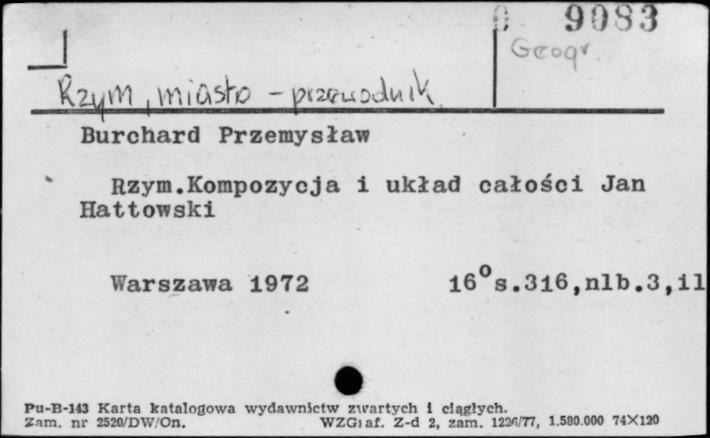 O 9083
Geogr.
Rzym, miasto - przewodnik
Burchard Przemysław
Rzym.Kompozycja i układ całości Jan
Hattowski
Warszawa 1972 16°s.316,nlb.3,il
Pu-B-143 Karta katalogowa wydawnictw zwartych i ciągłych.
Zam. nr 2520/DW/On. WZGraf. Z-d 2, zam. 1226/77, 1.580.000 74X120